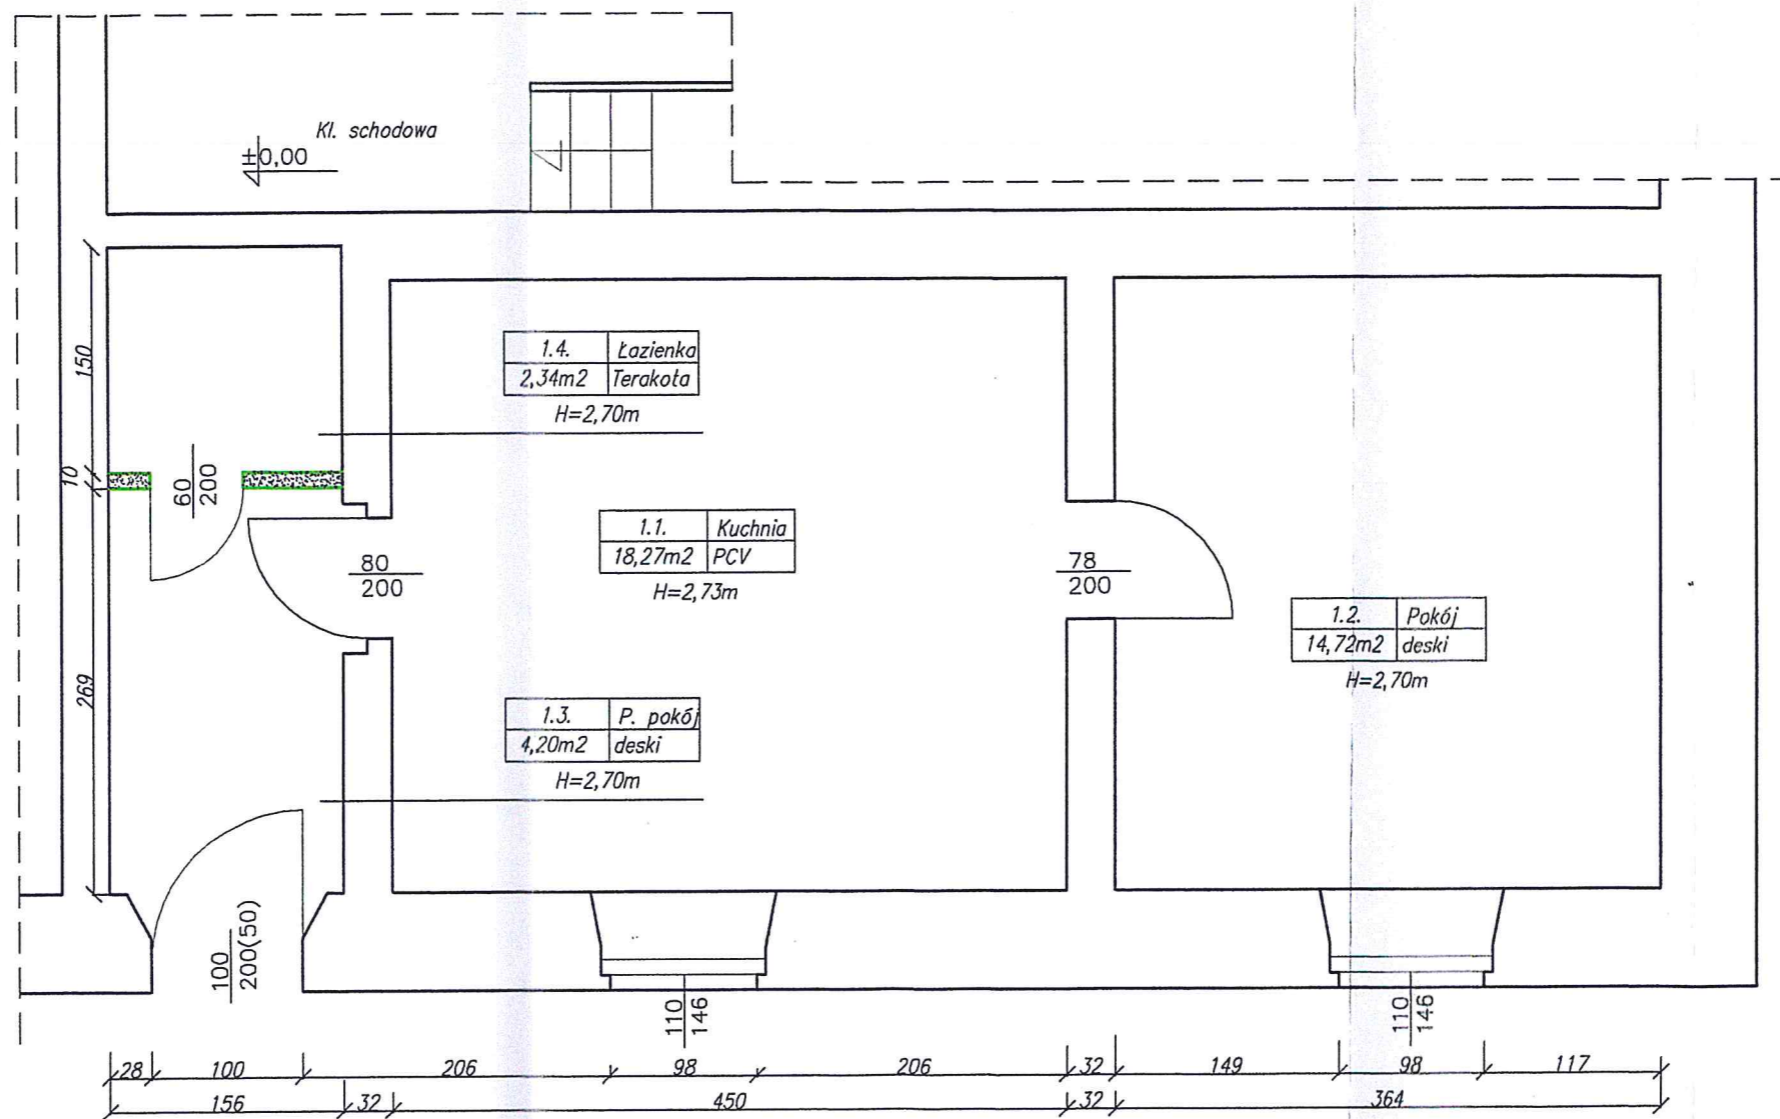 Kl. schodowa
±0,00
1.4. Łazienka
2,34m2 Terakota
H=2,70m
150
10
269
60
200
80
200
1.1. Kuchnia
18,27m2 PCV
H=2,73m
78
200
1.2. Pokój
14,72m2 deski
H=2,70m
1.3. P. pokój
4,20m2 deski
H=2,70m
100
200(50)
110
146
110
146
28 100 206 98 206 32 149 98 117
156 32 450 32 364